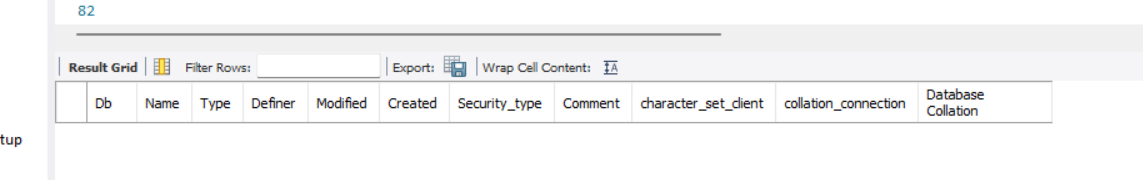 82
Result Grid Filter Rows: Export: Wrap Cell Content: IA
Db Name Type Definer Modified Created Security_type Comment character_set_client collation_connection Database Collation
tup